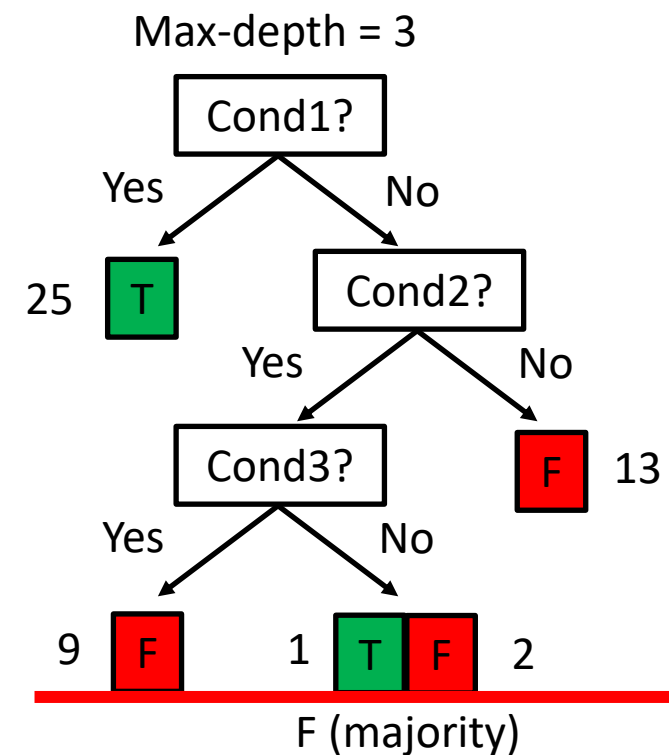 Max-depth = 3
Cond1?
Yes
No
25
T
Cond2?
Yes
No
Cond3?
F
13
Yes
No
9
F
1
T
F
2
F (majority)